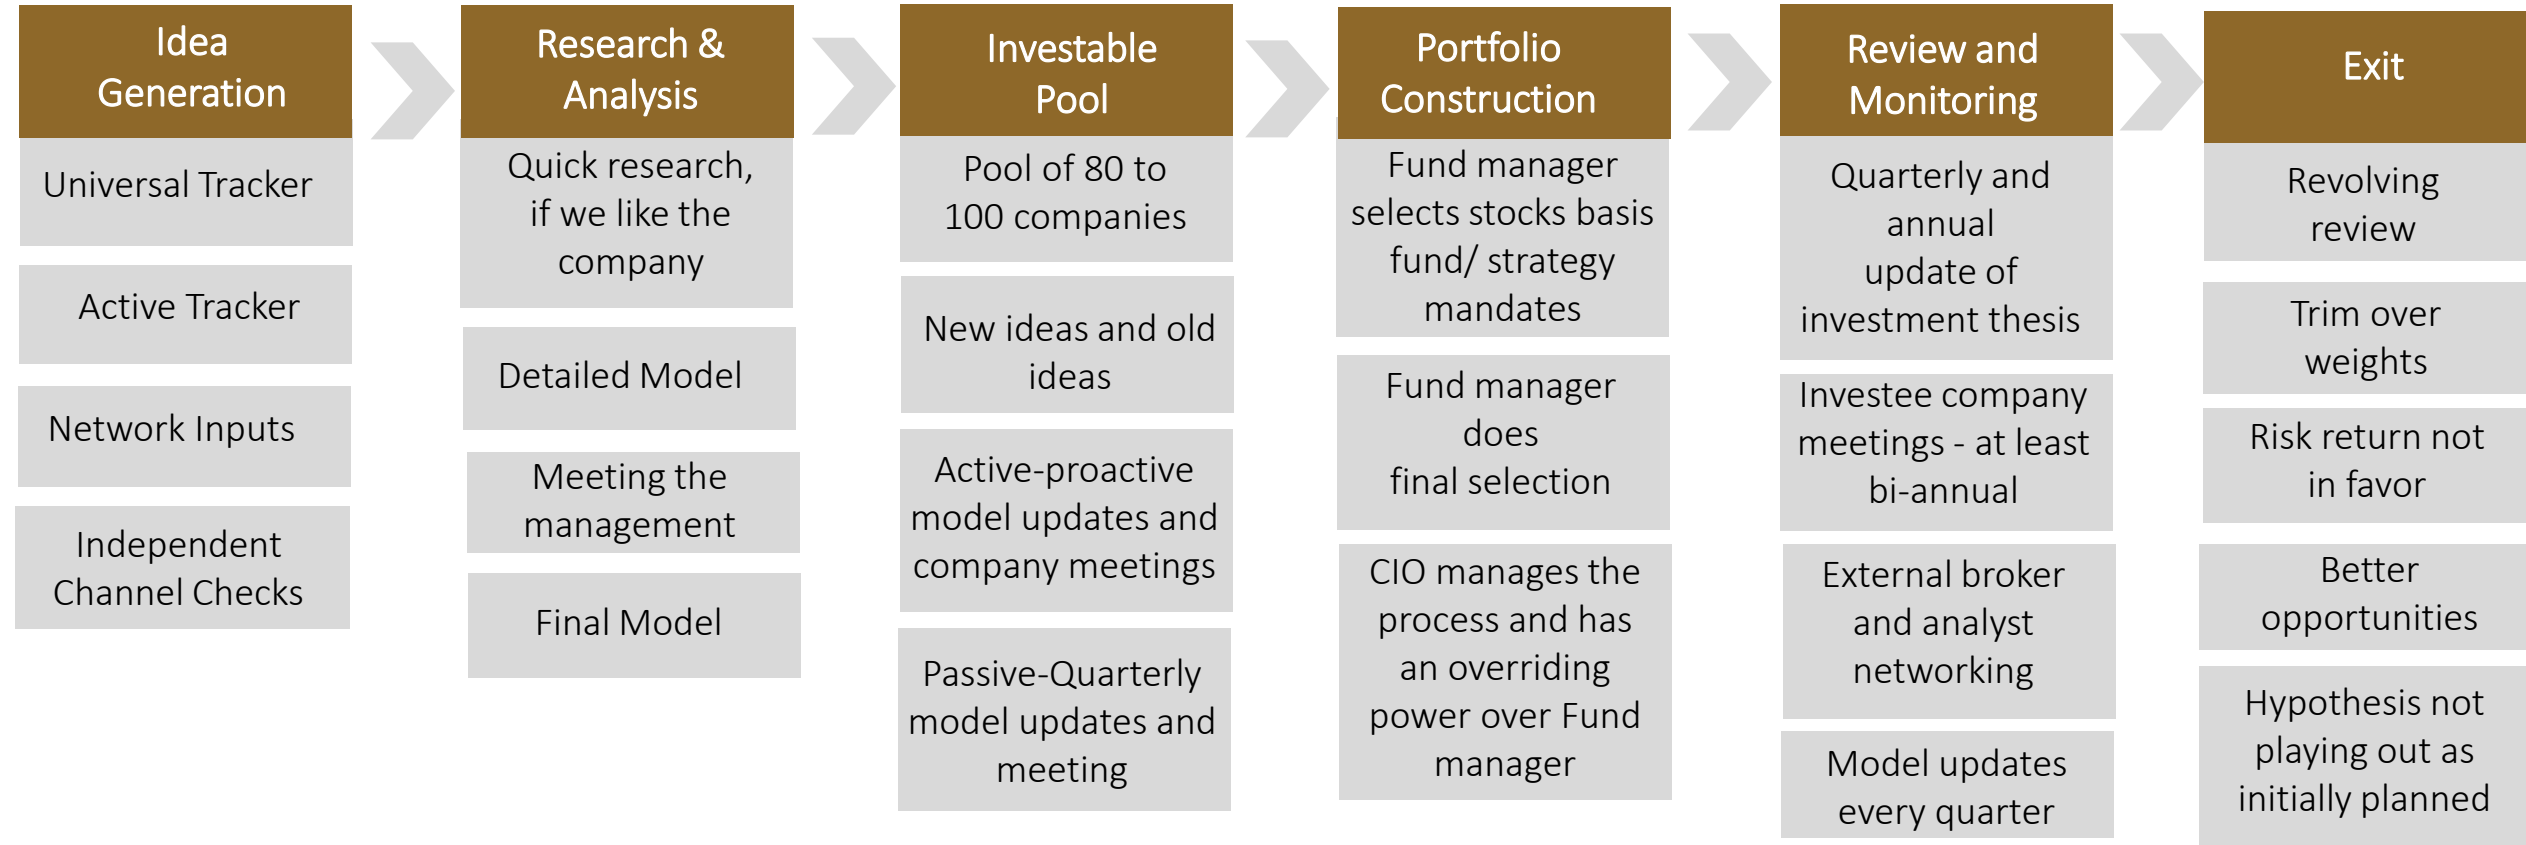 Idea
Generation
Universal Tracker
Active Tracker
Network Inputs
Independent
Channel Checks
Research &
Analysis
Quick research,
if we like the
company
Detailed Model
Meeting the
management
Final Model
Investable
Pool
Pool of 80 to
100 companies
New ideas and old
ideas
Active-proactive
model updates and
company meetings
Passive-Quarterly
model updates and
meeting
Portfolio
Construction
Fund manager
selects stocks basis
fund/ strategy
mandates
Fund manager
does
final selection
CIO manages the
process and has
an overriding
power over Fund
manager
Review and
Monitoring
Quarterly and
annual
update of
investment thesis
Investee company
meetings - at least
bi-annual
External broker
and analyst
networking
Model updates
every quarter
Exit
Revolving
review
Trim over
weights
Risk return not
in favor
Better
opportunities
Hypothesis not
playing out as
initially planned